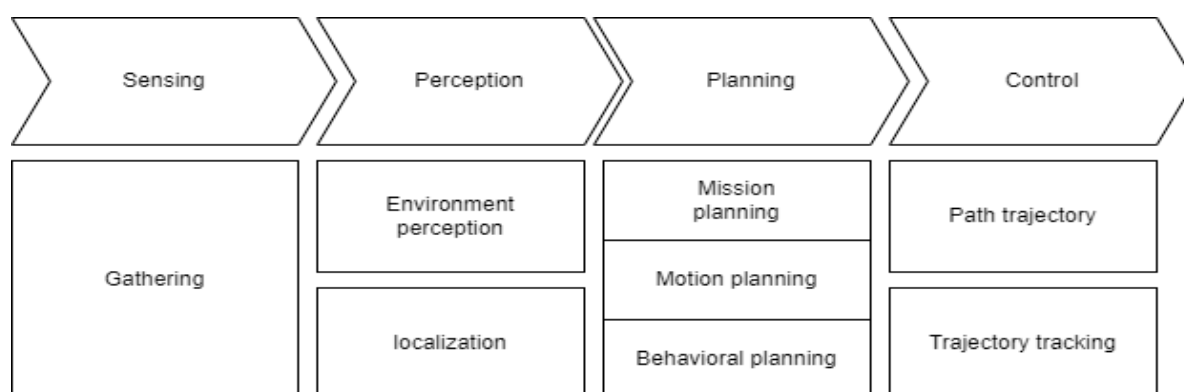 Sensing
Perception
Planning
Control
Gathering
Environment
perception
localization
Mission
planning
Motion planning
Behavioral planning
Path trajectory
Trajectory tracking